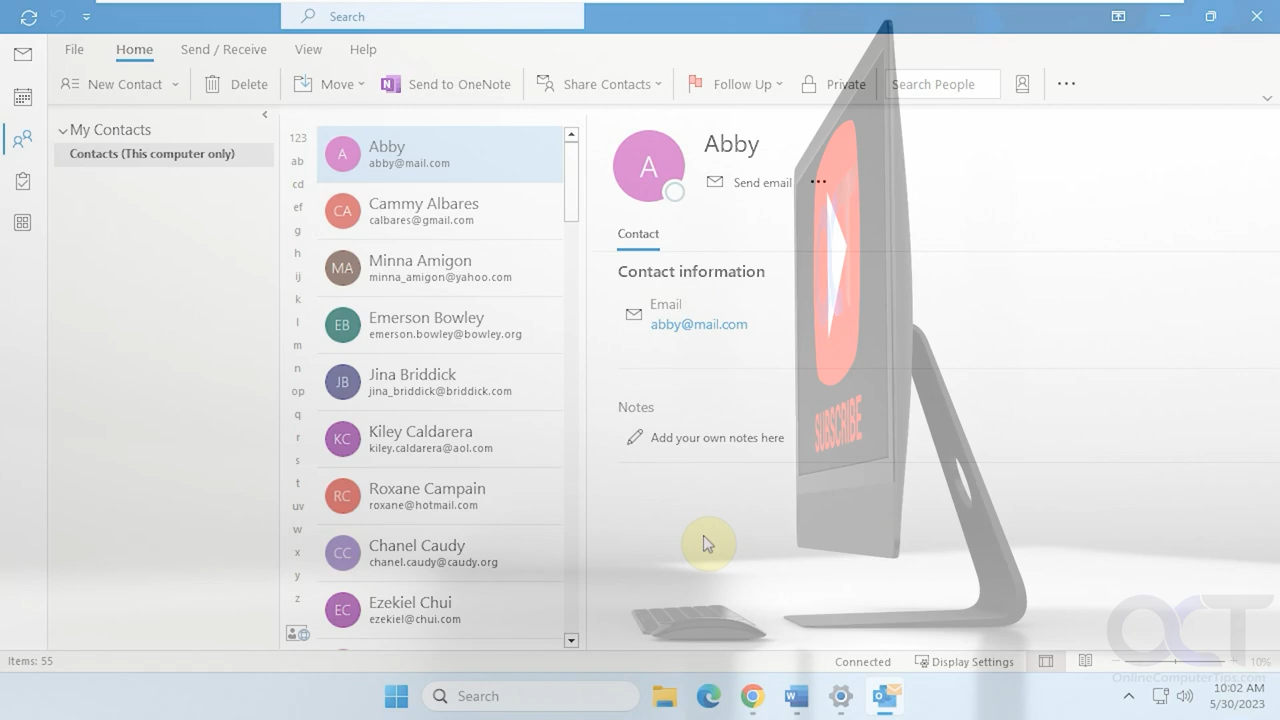 Search
File Home Send / Receive View Help
New Contact Delete Move Send to OneNote Share Contacts Follow Up Private Search People
My Contacts
Contacts (This computer only)
123
ab
cd
ef
g
h
ij
k
l
m
n
op
q
r
s
t
uv
w
x
y
z
A
Abby
abby@mail.com
CA
Cammy Albares
calbares@gmail.com
MA
Minna Amigon
minna_amigon@yahoo.com
EB
Emerson Bowley
emerson.bowley@bowley.org
JB
Jina Briddick
jina_briddick@briddick.com
KC
Kiley Caldarera
kiley.caldarera@aol.com
RC
Roxane Campain
roxane@hotmail.com
CC
Chanel Caudy
chanel.caudy@caudy.org
EC
Ezekiel Chui
ezekiel@chui.com
A
Abby
Send email
Contact
Contact information
Email
abby@mail.com
Notes
Add your own notes here
SUBSCRIBE
OCT
OnlineComputerTips.com
Items: 55
Connected Display Settings 10%
Search
10:02 AM
5/30/2023